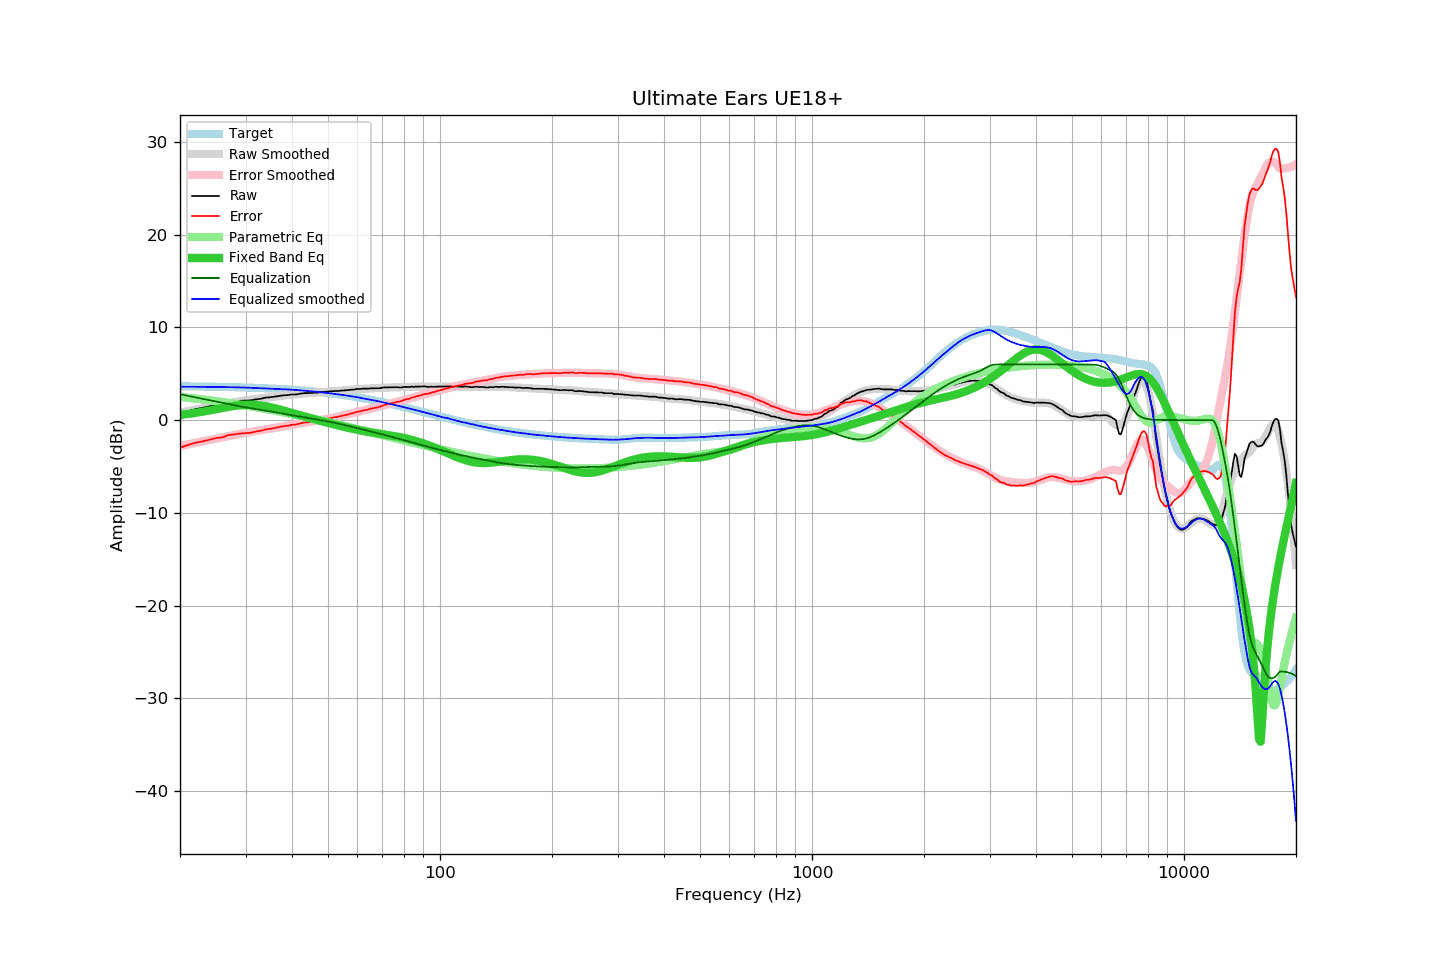 Ultimate Ears UE18+
Target
Raw Smoothed
Error Smoothed
Raw
Error
Parametric Eq
Fixed Band Eq
Equalization
Equalized smoothed
30
20
10
0
−10
−20
−30
−40
Amplitude (dBr)
100
1000
10000
Frequency (Hz)